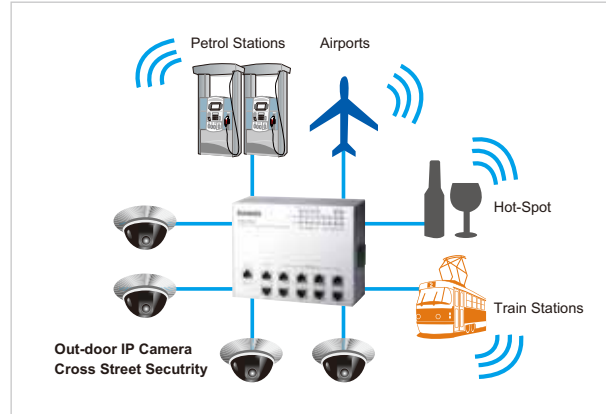 Petrol Stations
Airports
Hot-Spot
Train Stations
Out-door IP Camera
Cross Street Secutrity